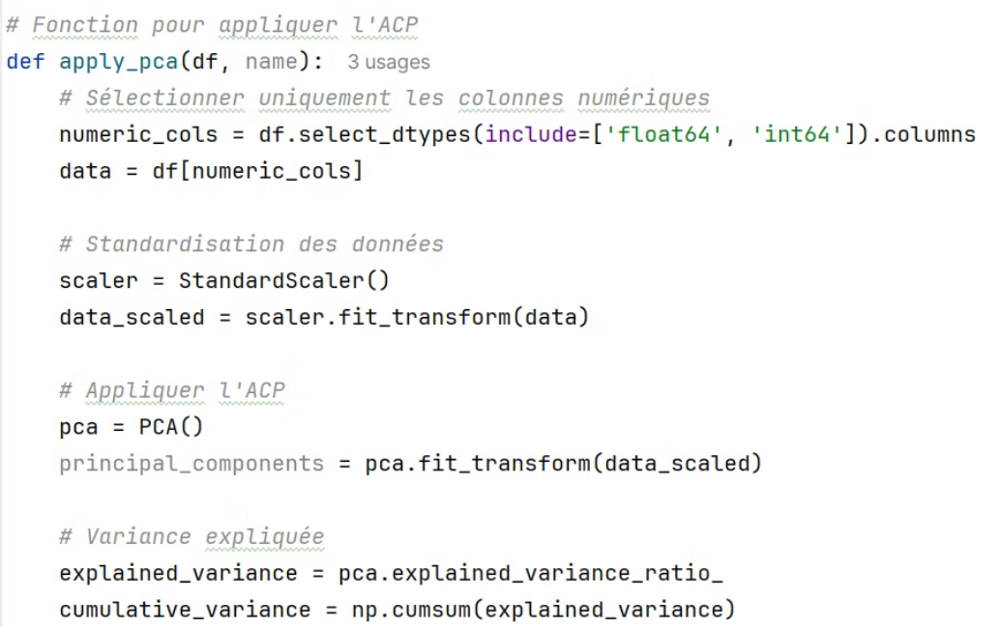 # Fonction pour appliquer l'ACP
def apply_pca(df, name):  3 usages
    # Sélectionner uniquement les colonnes numériques
    numeric_cols = df.select_dtypes(include=['float64', 'int64']).columns
    data = df[numeric_cols]
    # Standardisation des données
    scaler = StandardScaler()
    data_scaled = scaler.fit_transform(data)
    # Appliquer l'ACP
    pca = PCA()
    principal_components = pca.fit_transform(data_scaled)
    # Variance expliquée
    explained_variance = pca.explained_variance_ratio_
    cumulative_variance = np.cumsum(explained_variance)